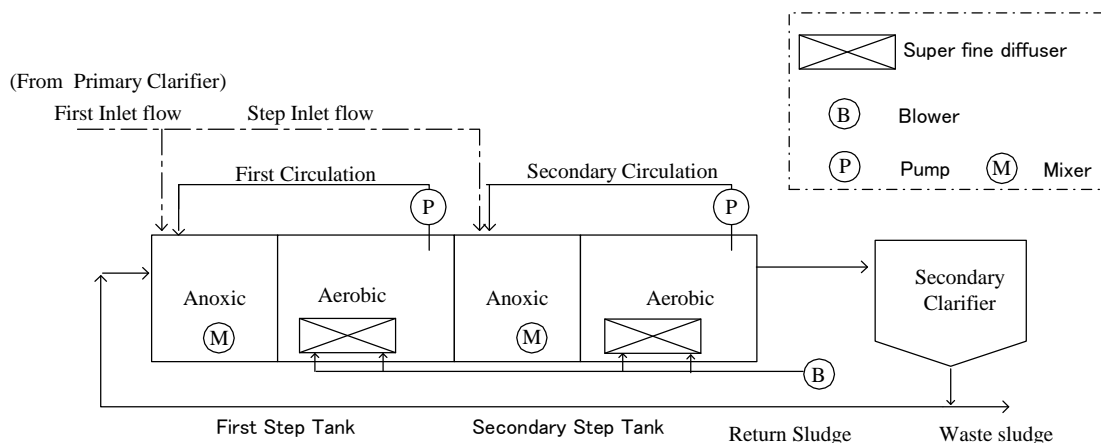 Super fine diffuser
(From Primary Clarifier)
First Inlet flow
Step Inlet flow
B
Blower
First Circulation
Secondary Circulation
P
Pump
M
Mixer
P
P
Anoxic
Aerobic
Anoxic
Aerobic
Secondary
Clarifier
M
M
B
First Step Tank
Secondary Step Tank
Return Sludge
Waste sludge